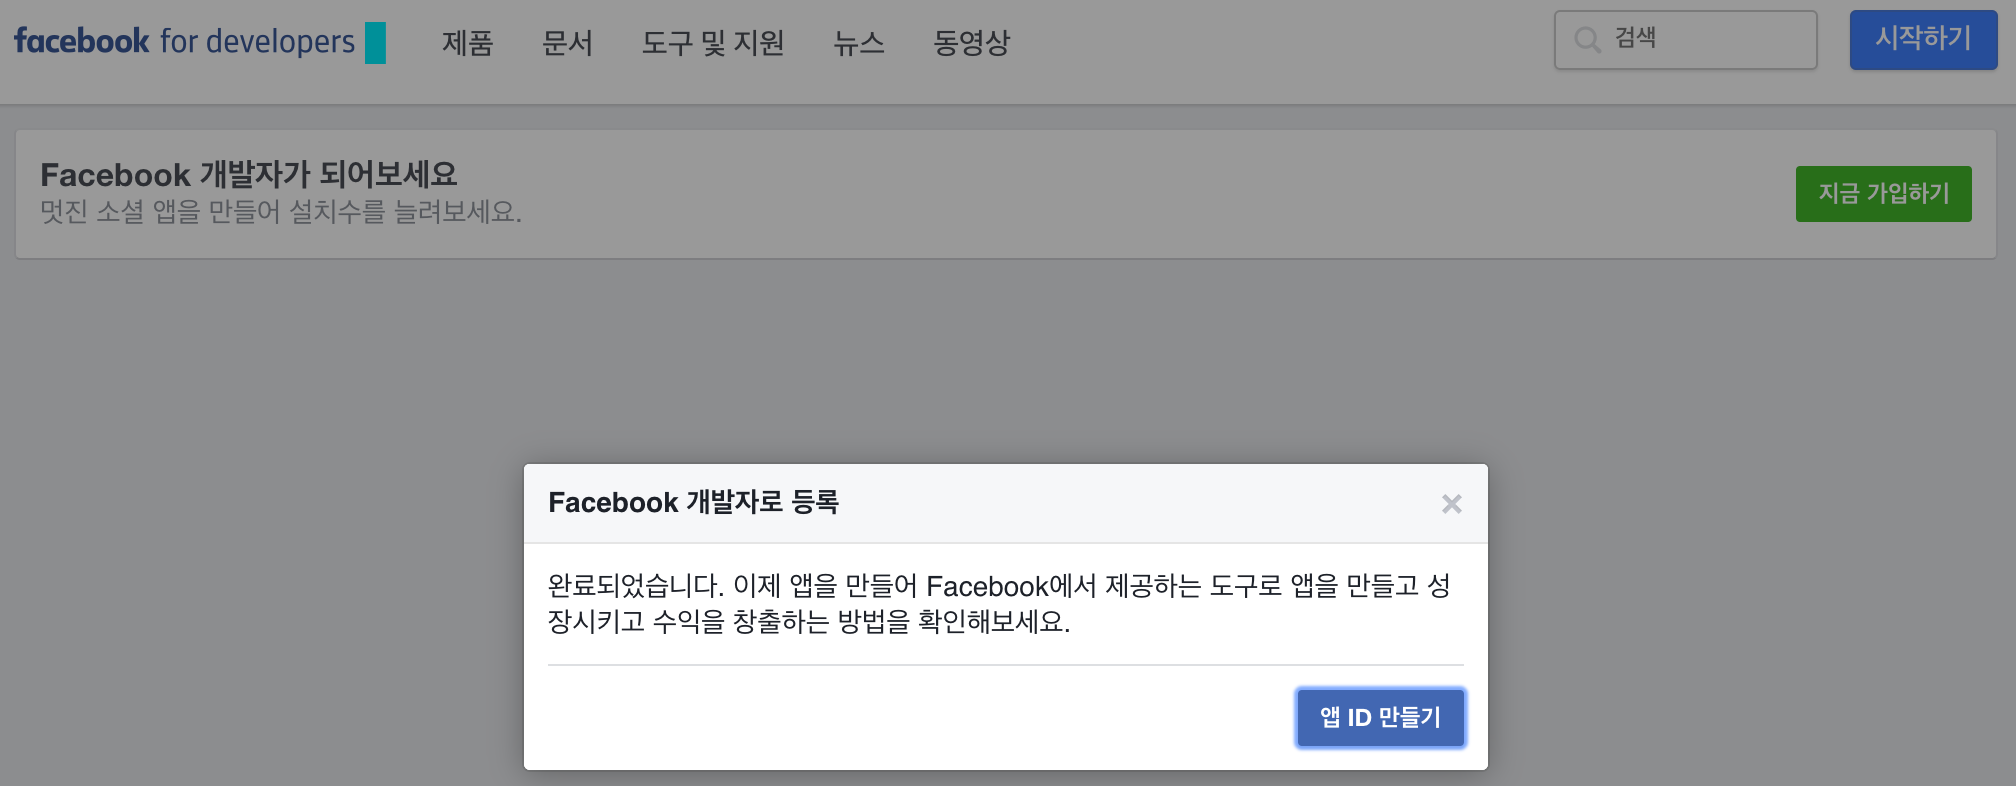 facebook for developers 제품 문서 도구 및 지원 뉴스 동영상 검색 시작하기
Facebook 개발자가 되어보세요
멋진 소셜 앱을 만들어 설치수를 늘려보세요.
지금 가입하기
Facebook 개발자로 등록
완료되었습니다. 이제 앱을 만들어 Facebook에서 제공하는 도구로 앱을 만들고 성
장시키고 수익을 창출하는 방법을 확인해보세요.
앱 ID 만들기